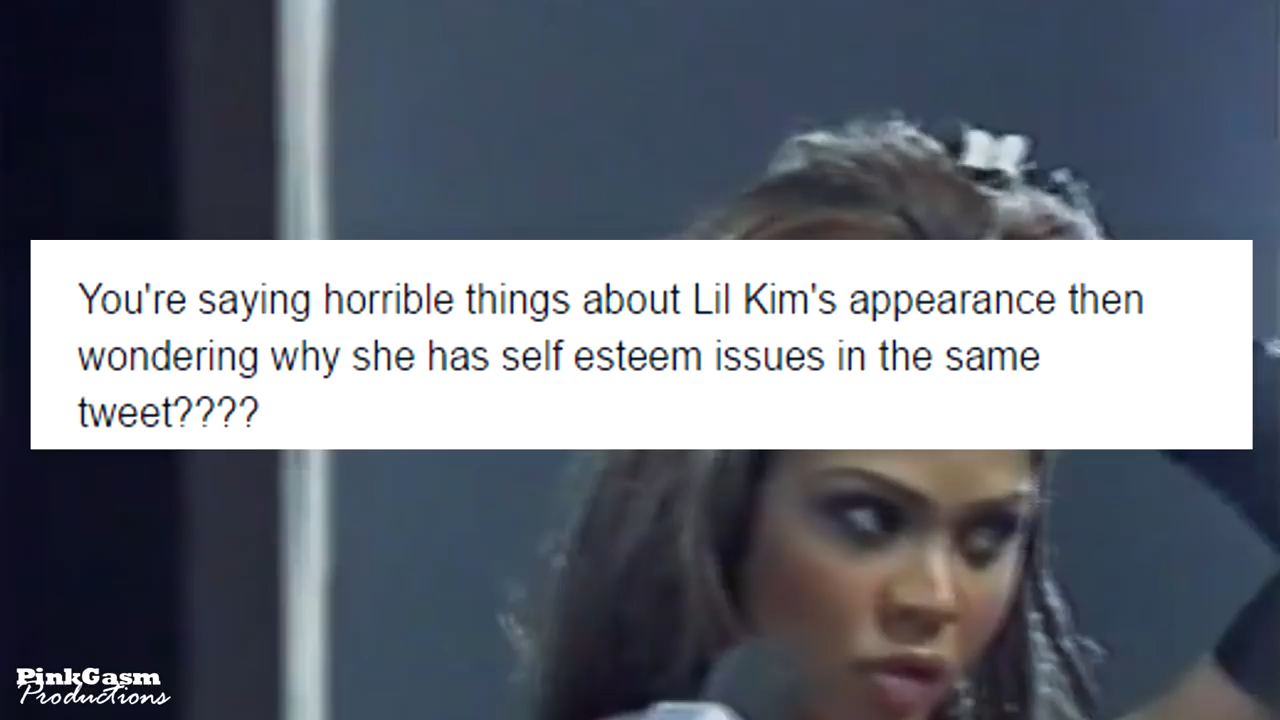 You're saying horrible things about Lil Kim's appearance then
wondering why she has self esteem issues in the same
tweet????
PinkGasm
Productions